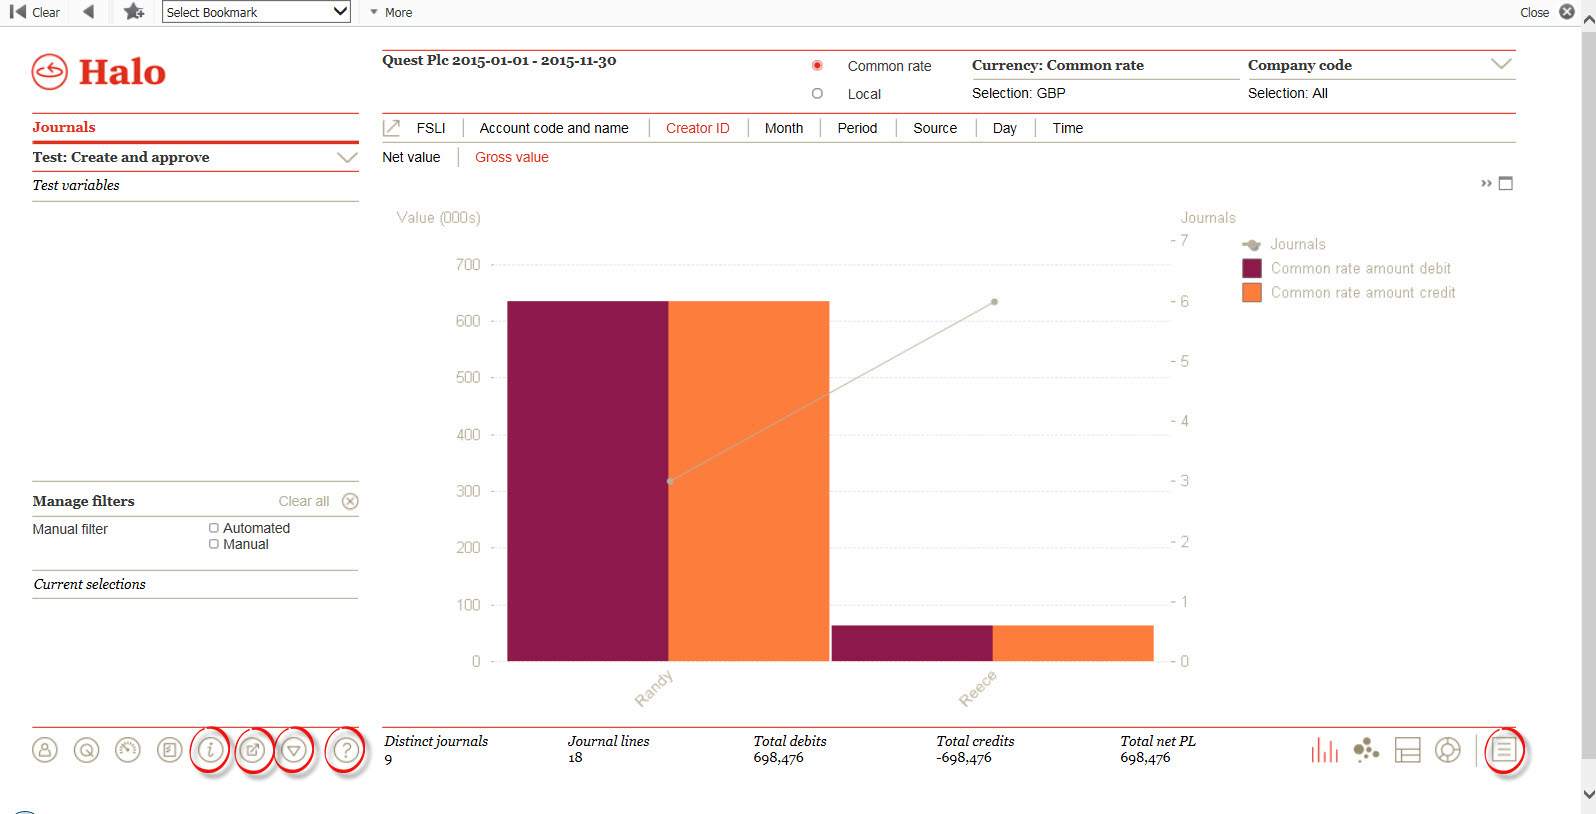 Clear
Select Bookmark
More
Close
Halo
Quest Plc 2015-01-01 - 2015-11-30
Common rate
Local
Currency: Common rate
Selection: GBP
Company code
Selection: All
Journals
Test: Create and approve
Test variables
FSLI
Account code and name
Creator ID
Month
Period
Source
Day
Time
Net value
Gross value
Value (000s)
700
600
500
400
300
200
100
0
Journals
7
6
5
4
3
2
1
0
Journals
Common rate amount debit
Common rate amount credit
Randy
Reece
Manage filters
Clear all
Manual filter
Automated
Manual
Current selections
Distinct journals
9
Journal lines
18
Total debits
698,476
Total credits
-698,476
Total net PL
698,476